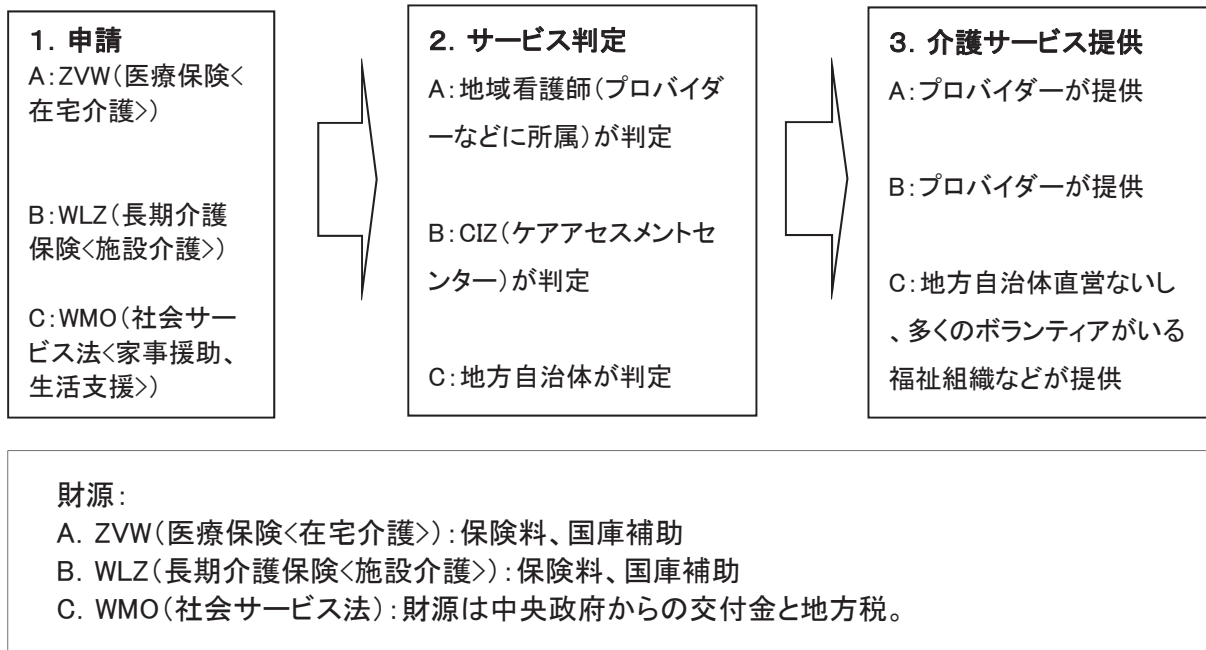 1. 申請
A:ZVW(医療保険<
在宅介護>)
B:WLZ(長期介護
保険<施設介護>)
C:WMO(社会サー
ビス法<家事援助、
生活支援>)
2. サービス判定
A:地域看護師(プロバイダ
ーなどに所属)が判定
B:CIZ(ケアアセスメントセ
ンター)が判定
C:地方自治体が判定
3. 介護サービス提供
A:プロバイダーが提供
B:プロバイダーが提供
C:地方自治体直営ないし
、多くのボランティアがいる
福祉組織などが提供
財源:
A. ZVW(医療保険<在宅介護>):保険料、国庫補助
B. WLZ(長期介護保険<施設介護>):保険料、国庫補助
C. WMO(社会サービス法):財源は中央政府からの交付金と地方税。